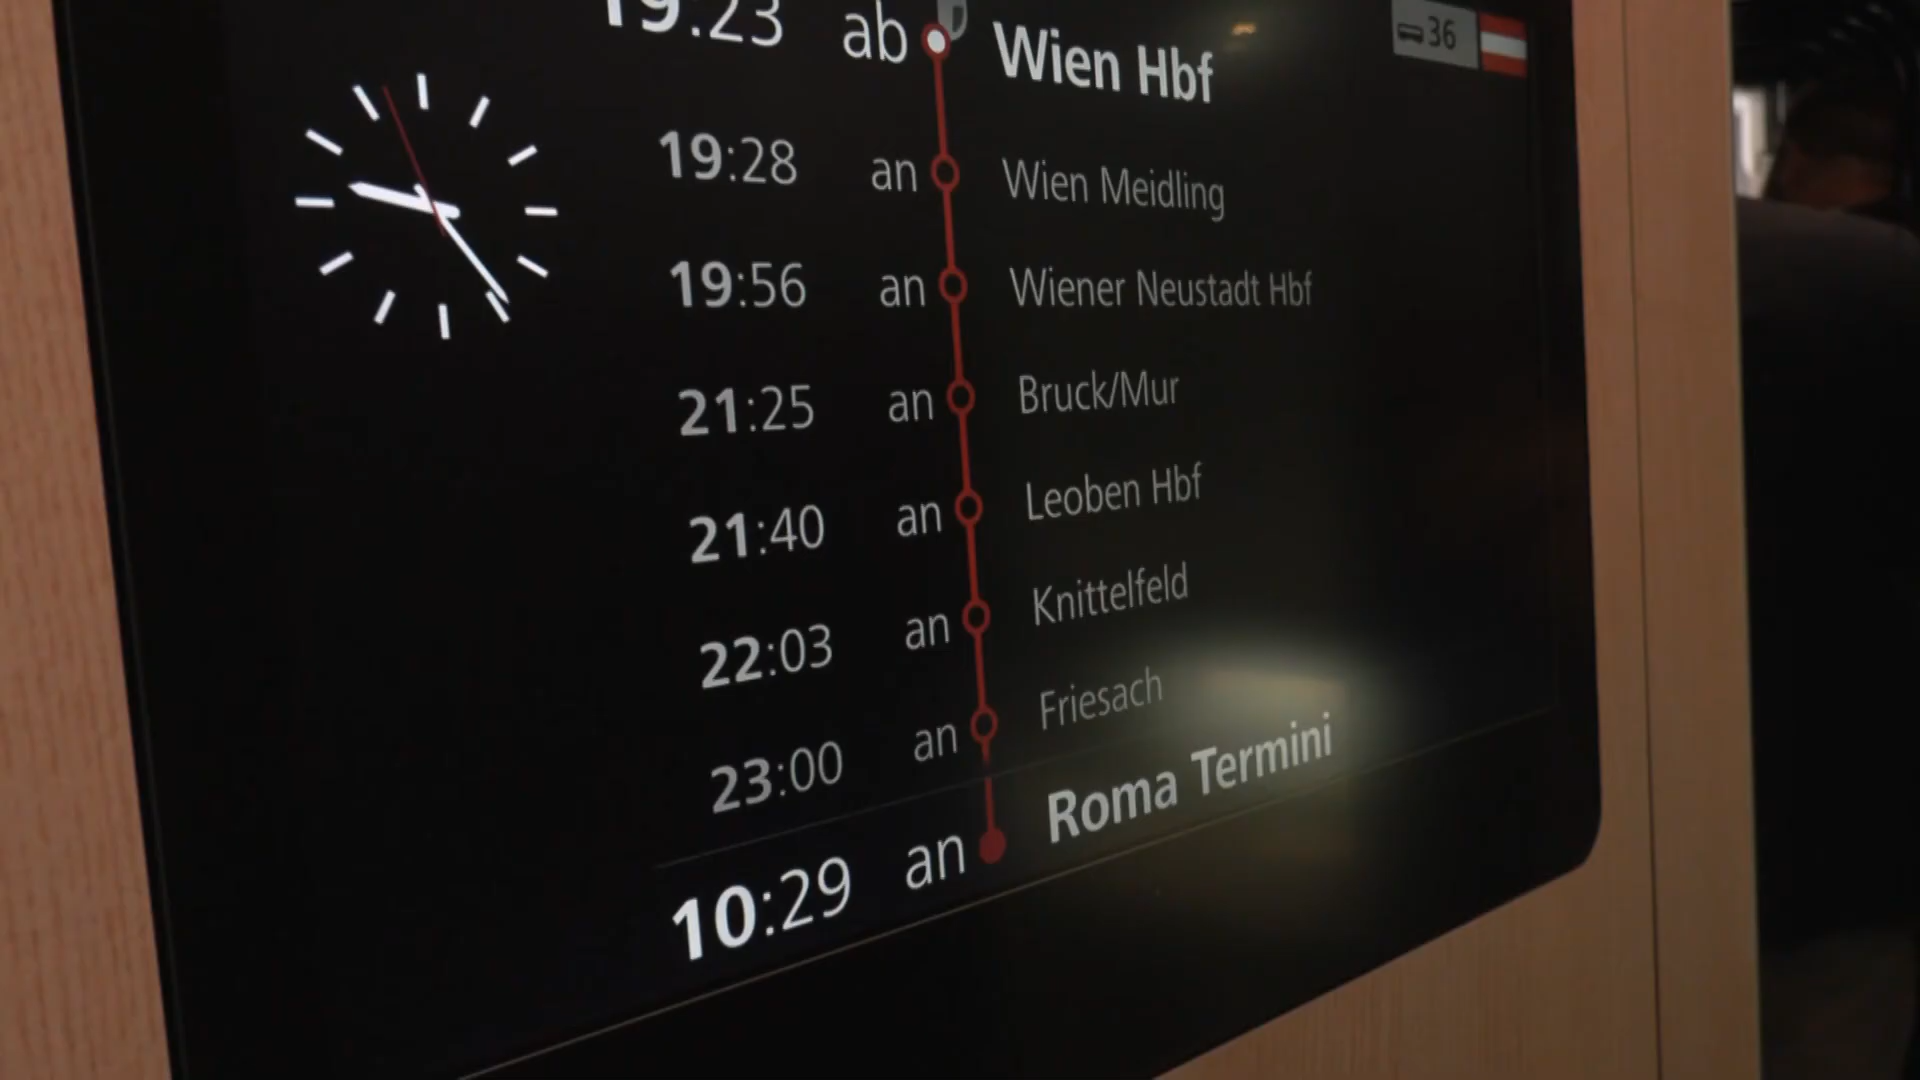 19:23 ab Wien Hbf 36
19:28 an Wien Meidling
19:56 an Wiener Neustadt Hbf
21:25 an Bruck/Mur
21:40 an Leoben Hbf
22:03 an Knittelfeld
23:00 an Friesach
10:29 an Roma Termini